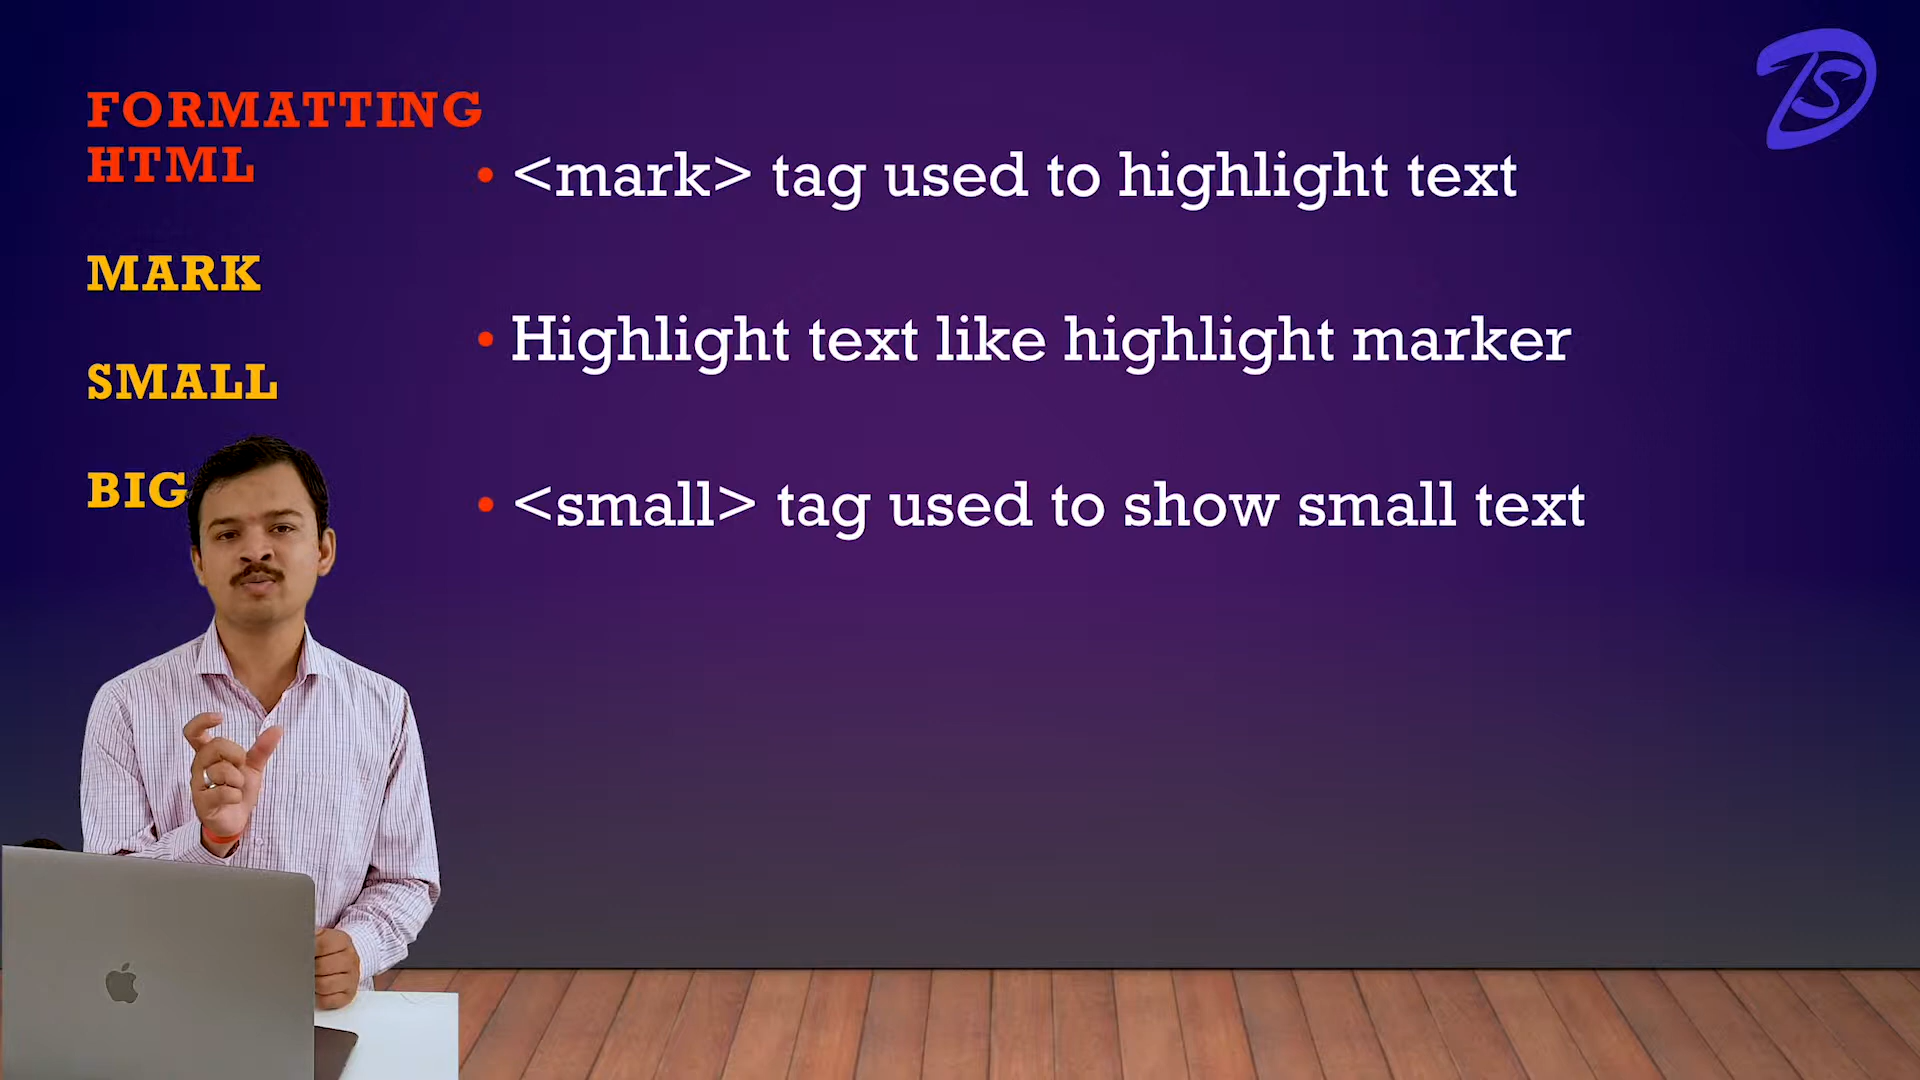 FORMATTING
HTML
MARK
SMALL
BIG
• <mark> tag used to highlight text
• Highlight text like highlight marker
• <small> tag used to show small text